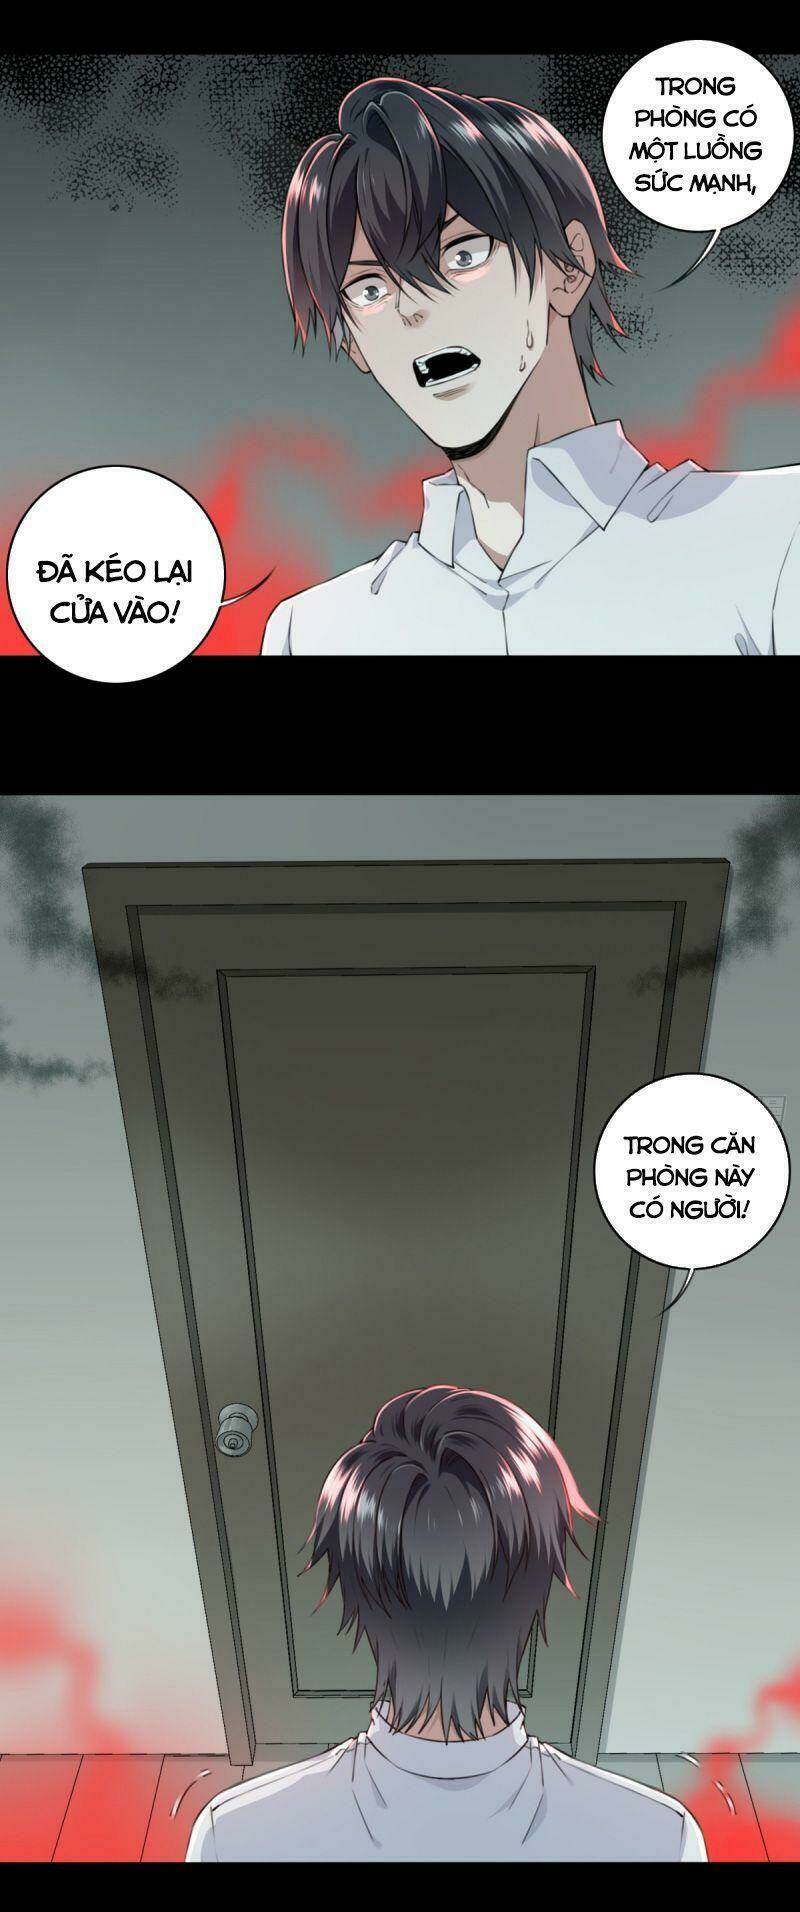 TRONG
PHÒNG CÓ
MỘT LUỒNG
SỨC MẠNH,
ĐÃ KÉO LẠI
CỬA VÀO!
TRONG CĂN
PHÒNG NÀY
CÓ NGƯỜI!